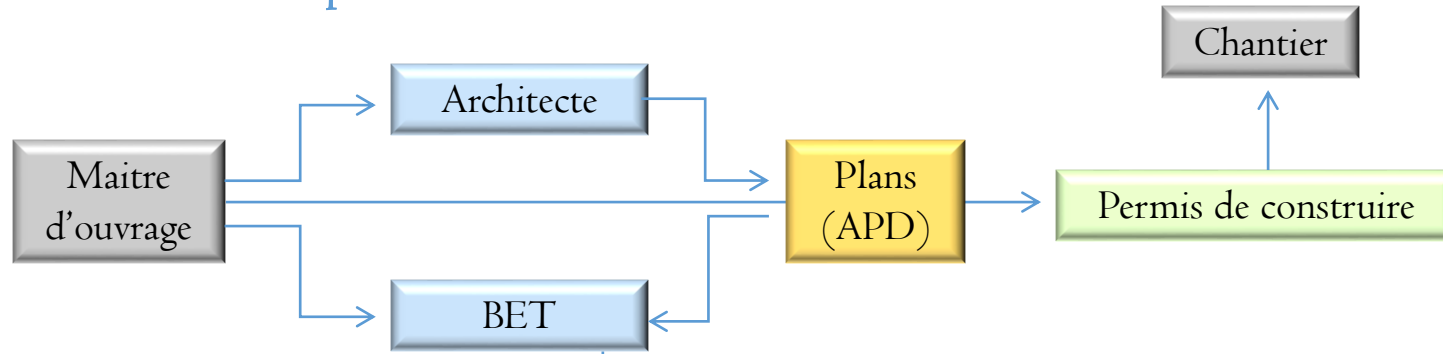 Chantier
Architecte
Maitre
d'ouvrage
Plans
(APD)
Permis de construire
BET